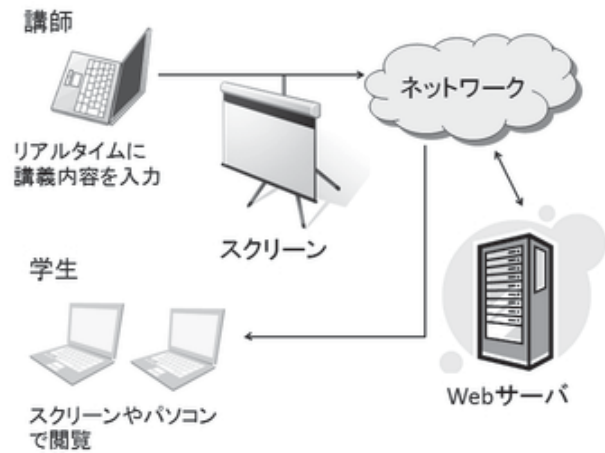 講師
ネットワーク
リアルタイムに
講義内容を入力
スクリーン
学生
Webサーバ
スクリーンやパソコン
で閲覧